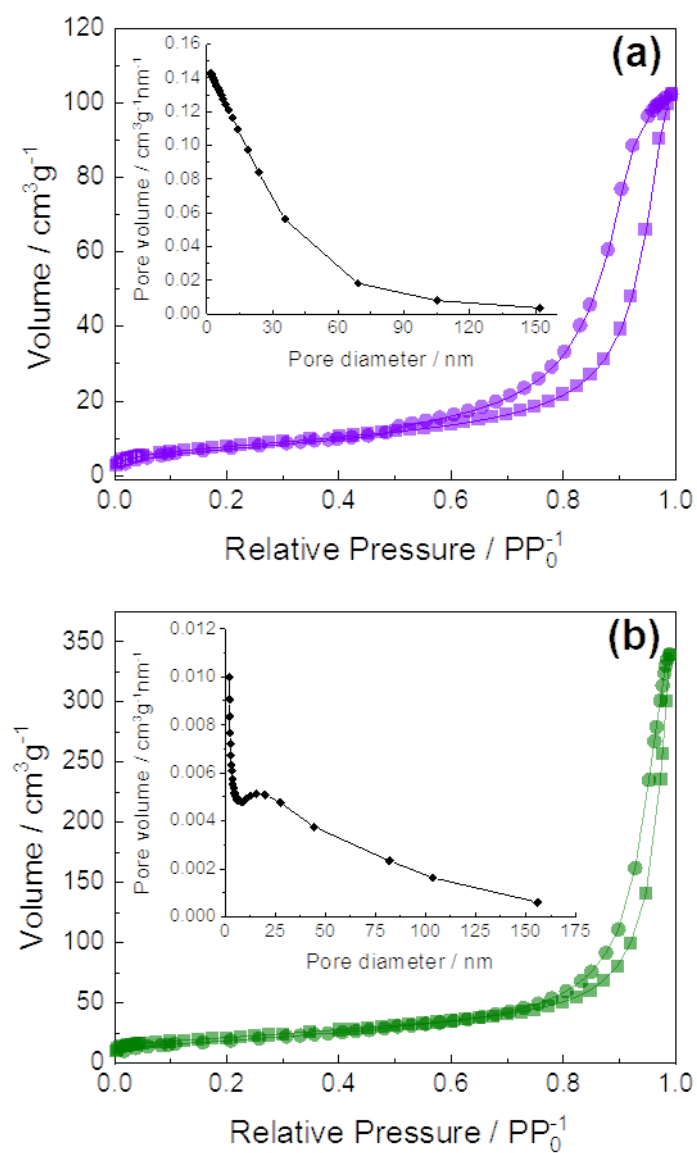 (a)
120
100
80
60
40
20
0
Volume / cm³g⁻¹
0.0 0.2 0.4 0.6 0.8 1.0
Relative Pressure / PP₀⁻¹
0.16
0.14
0.12
0.10
0.08
0.06
0.04
0.02
0.00
Pore volume / cm³g⁻¹nm⁻¹
0 30 60 90 120 150
Pore diameter / nm
(b)
350
300
250
200
150
100
50
0
Volume / cm³g⁻¹
0.0 0.2 0.4 0.6 0.8 1.0
Relative Pressure / PP₀⁻¹
0.012
0.010
0.008
0.006
0.004
0.002
0.000
Pore volume / cm³g⁻¹nm⁻¹
0 25 50 75 100 125 150 175
Pore diameter / nm